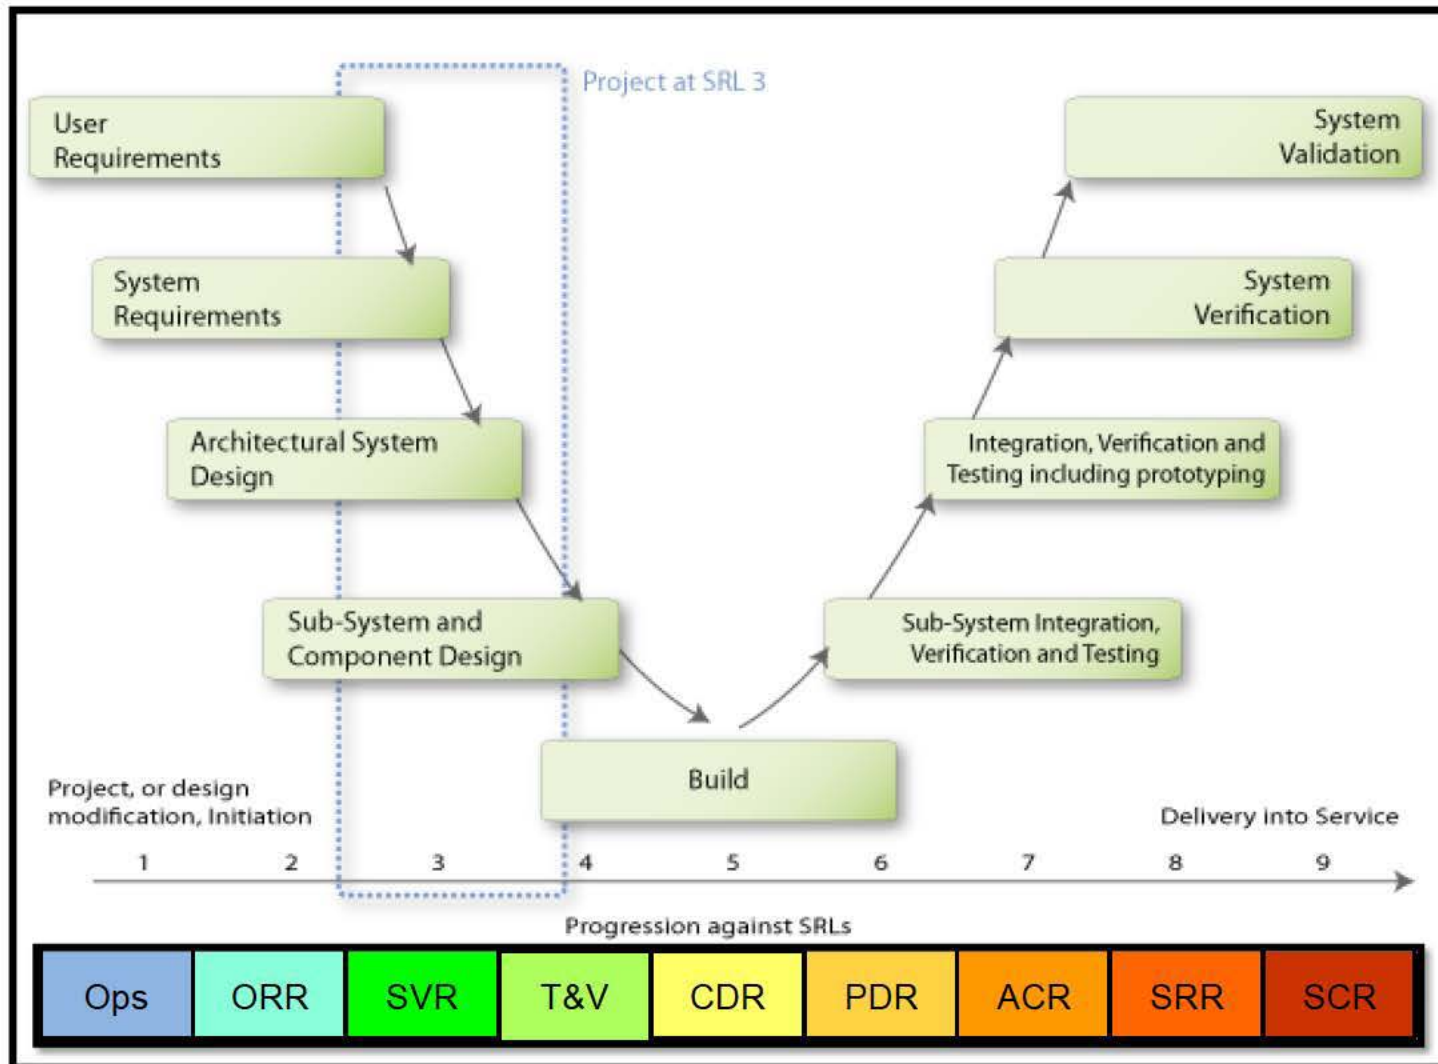 Project at SRL 3
User
Requirements
System
Validation
System
Requirements
System
Verification
Architectural System
Design
Integration, Verification and
Testing including prototyping
Sub-System and
Component Design
Sub-System Integration,
Verification and Testing
Build
Project, or design
modification, Initiation
Delivery into Service
1 2 3 4 5 6 7 8 9
Progression against SRLs
Ops ORR SVR T&V CDR PDR ACR SRR SCR